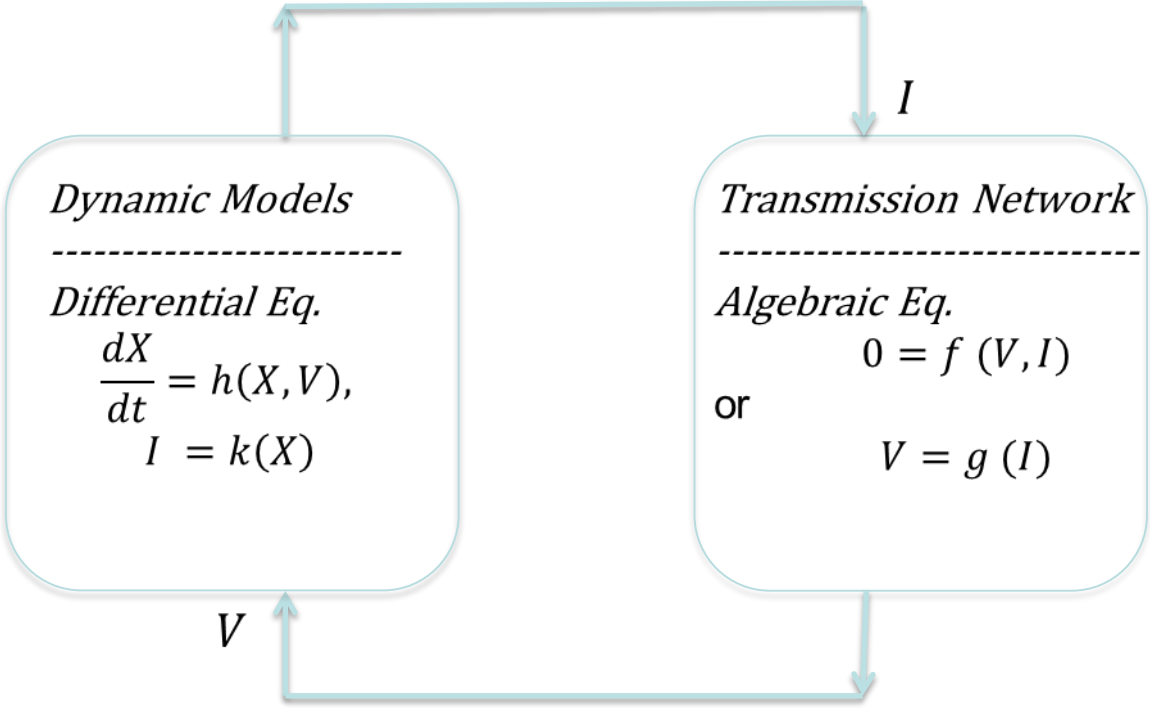 I
Dynamic Models
-------------------------
Differential Eq.
dX/dt = h(X,V),
I = k(X)
Transmission Network
------------------------------
Algebraic Eq.
0 = f (V,I)
or
V = g (I)
V